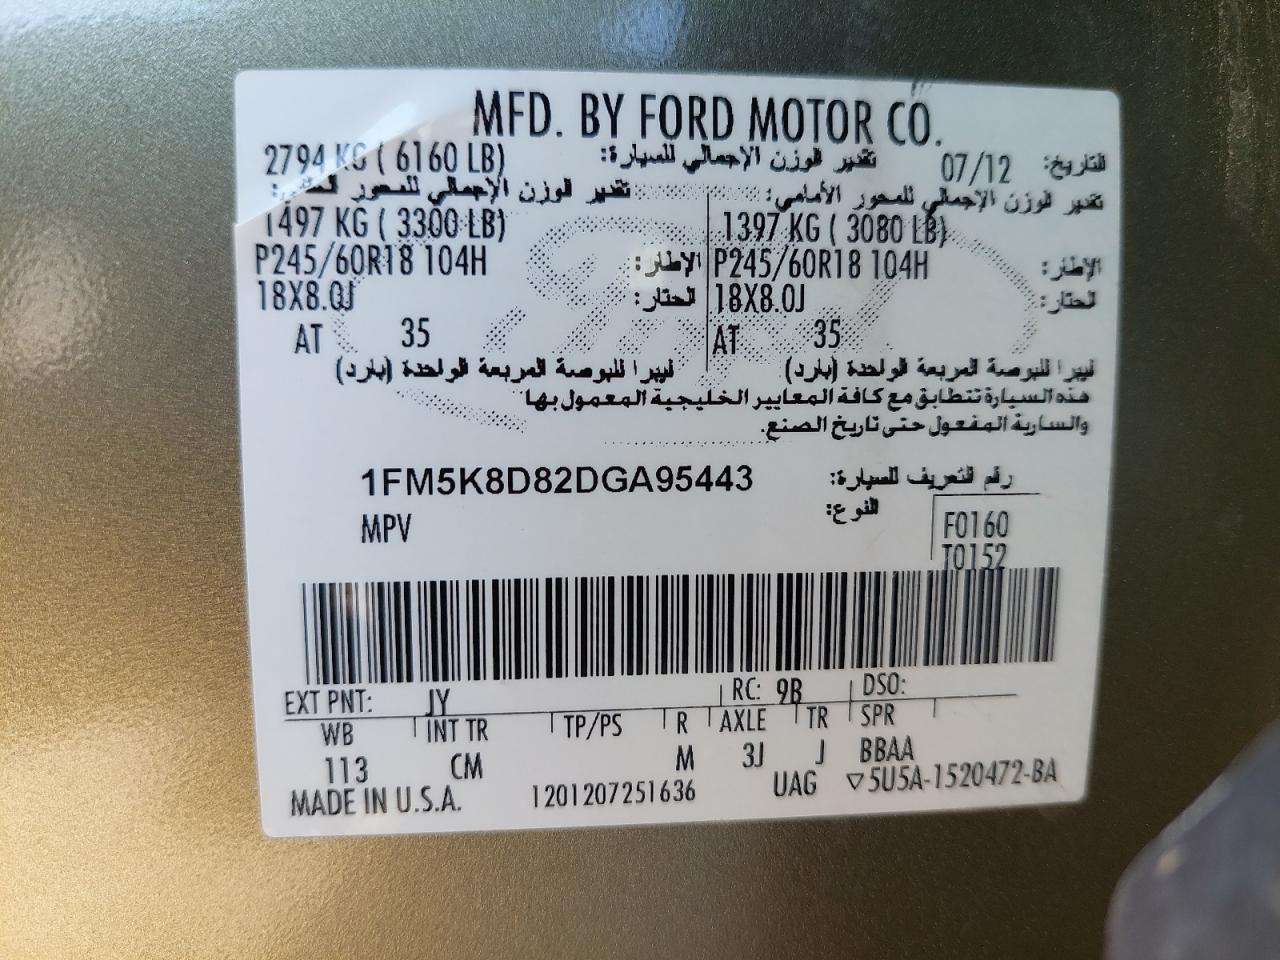 MFD. BY FORD MOTOR CO.
التاريخ: 07/12 تقدير الوزن الإجمالي للسيارة: 2794 KG ( 6160 LB)
تقدير الوزن الإجمالي للمحور الأمامي: تقدير الوزن الإجمالي للمحور الخلفي:
1397 KG ( 3080 LB) 1497 KG ( 3300 LB)
الإطار: P245/60R18 104H الإطار: P245/60R18 104H
الحتار: 18X8.0J الحتار: 18X8.0J
AT 35 AT 35
ليبرا للبوصة المربعة الواحدة (بارد) ليبرا للبوصة المربعة الواحدة (بارد)
هذه السيارة تتطابق مع كافة المعايير الخليجية المعمول بها
والسارية المفعول حتى تاريخ الصنع.
رقم التعريف للسيارة: 1FM5K8D82DGA95443
النوع: MPV
F0160
T0152
EXT PNT: JY RC: 9B DSO:
WB INT TR TP/PS R AXLE TR SPR
113 CM M 3J J BBAA
MADE IN U.S.A. 1201207251636 UAG ▽5U5A-1520472-BA